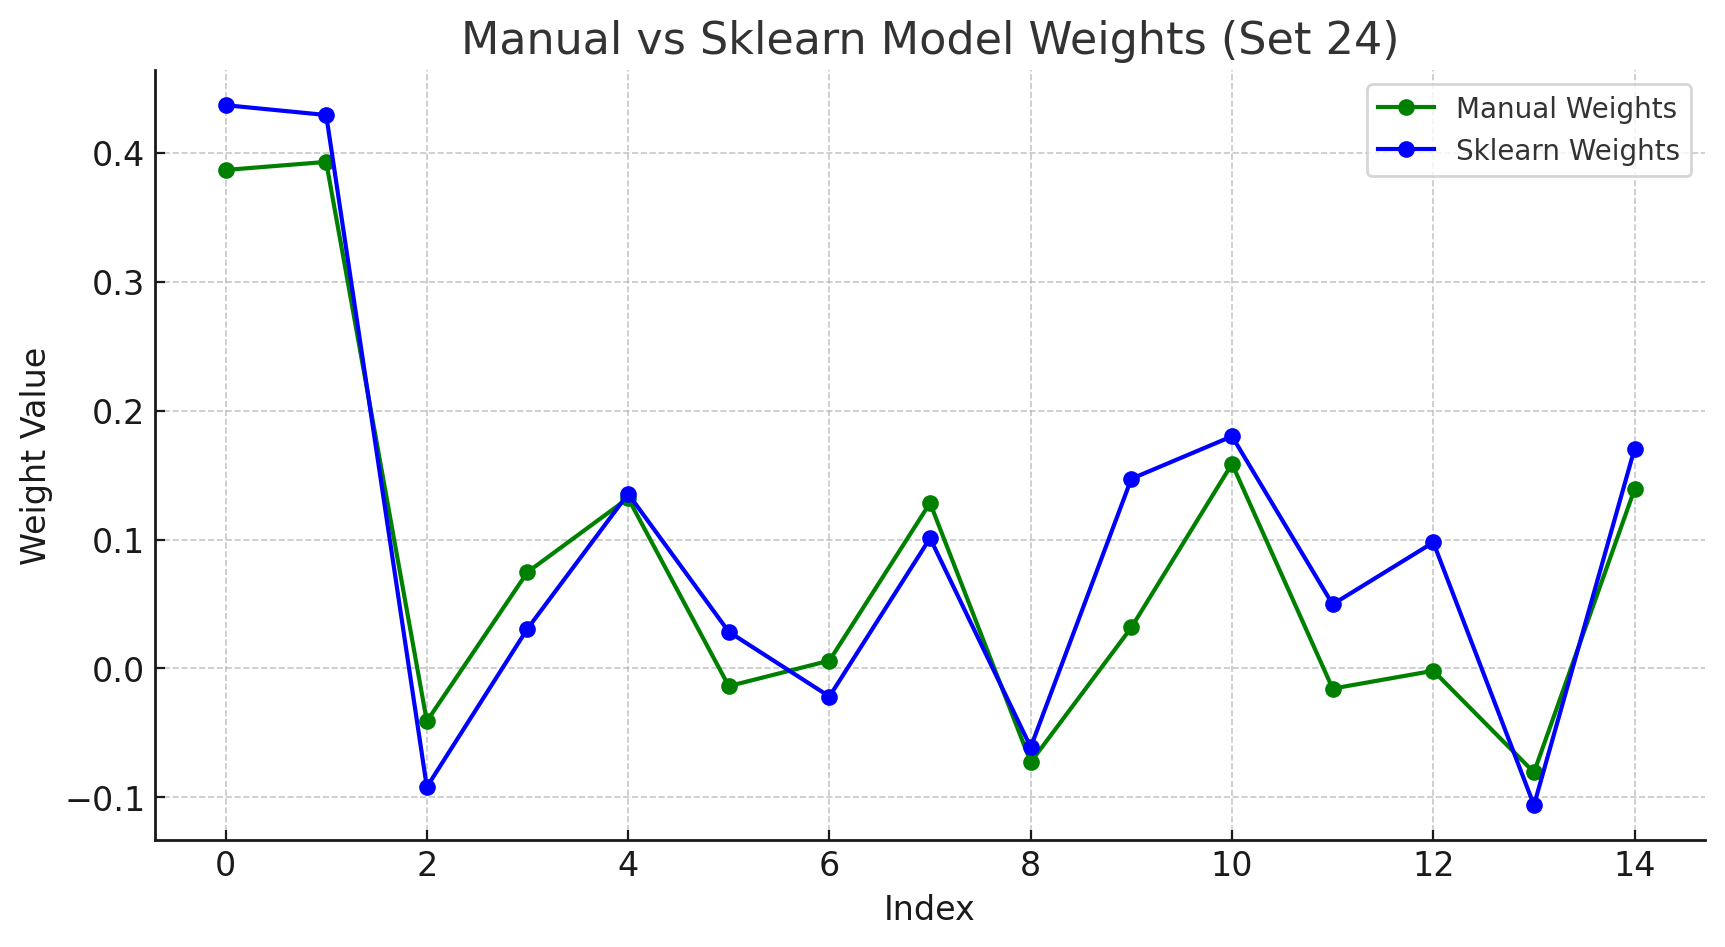 Manual vs Sklearn Model Weights (Set 24)
Manual Weights
Sklearn Weights
Weight Value
0.4
0.3
0.2
0.1
0.0
−0.1
0 2 4 6 8 10 12 14
Index